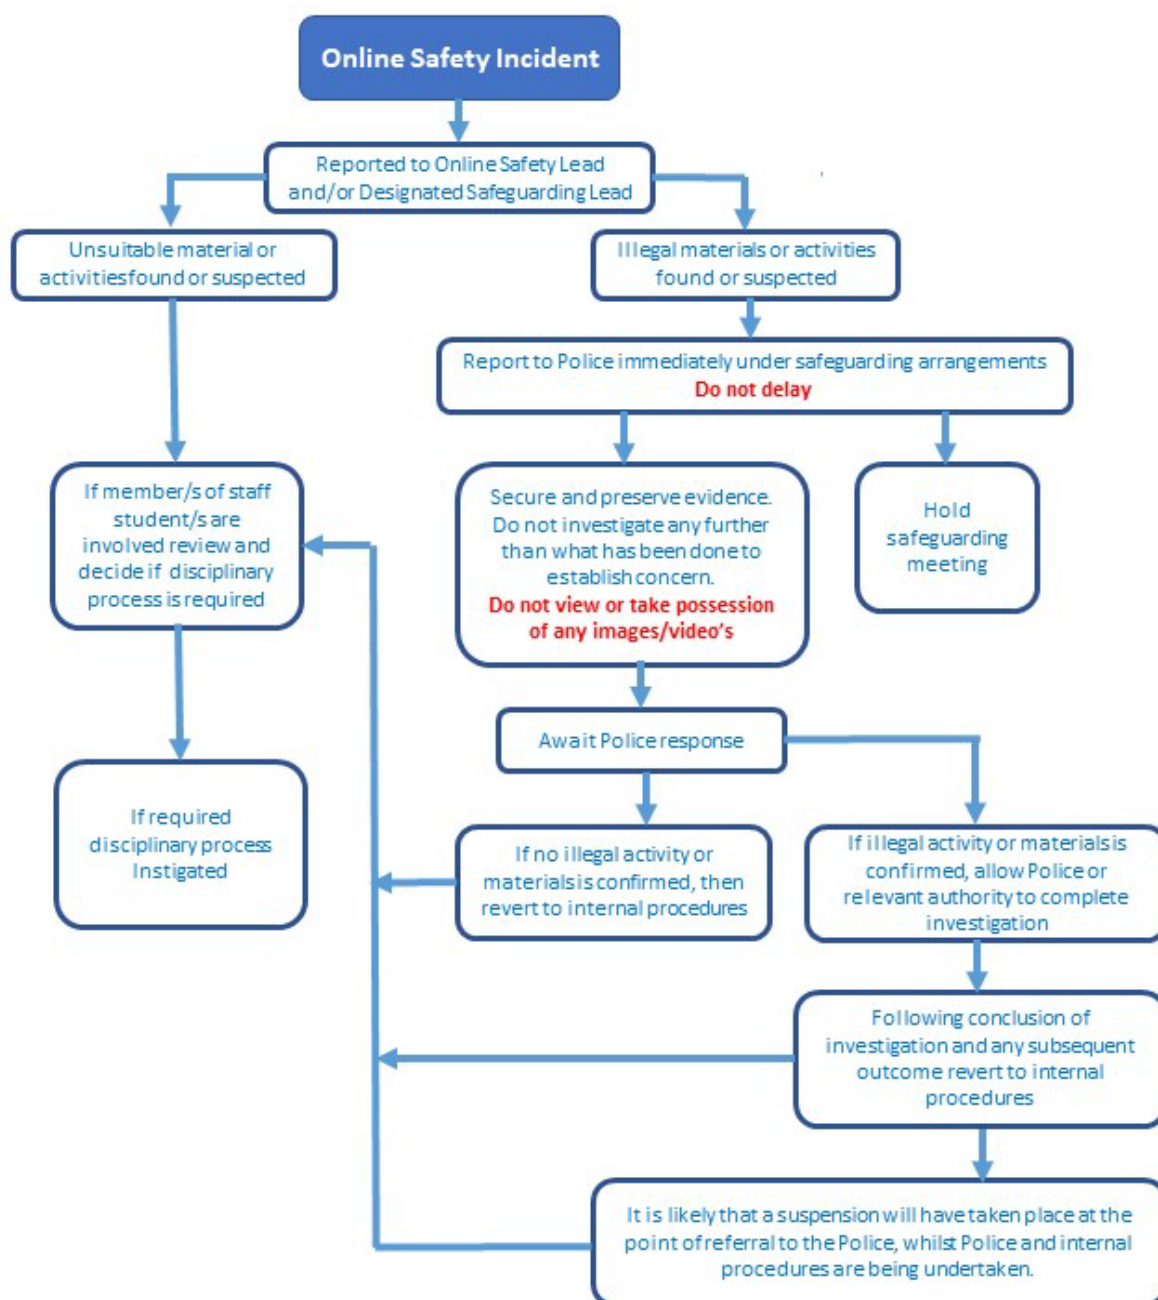 Online Safety Incident
Reported to Online Safety Lead
and/or Designated Safeguarding Lead
Unsuitable material or
activities found or suspected
Illegal materials or activities
found or suspected
Report to Police immediately under safeguarding arrangements
Do not delay
If member/s of staff
student/s are
involved review and
decide if disciplinary
process is required
Secure and preserve evidence.
Do not investigate any further
than what has been done to
establish concern.
Do not view or take possession
of any images/video's
Hold
safeguarding
meeting
Await Police response
If required
disciplinary process
Instigated
If no illegal activity or
materials is confirmed, then
revert to internal procedures
If illegal activity or materials is
confirmed, allow Police or
relevant authority to complete
investigation
Following conclusion of
investigation and any subsequent
outcome revert to internal
procedures
It is likely that a suspension will have taken place at the
point of referral to the Police, whilst Police and internal
procedures are being undertaken.